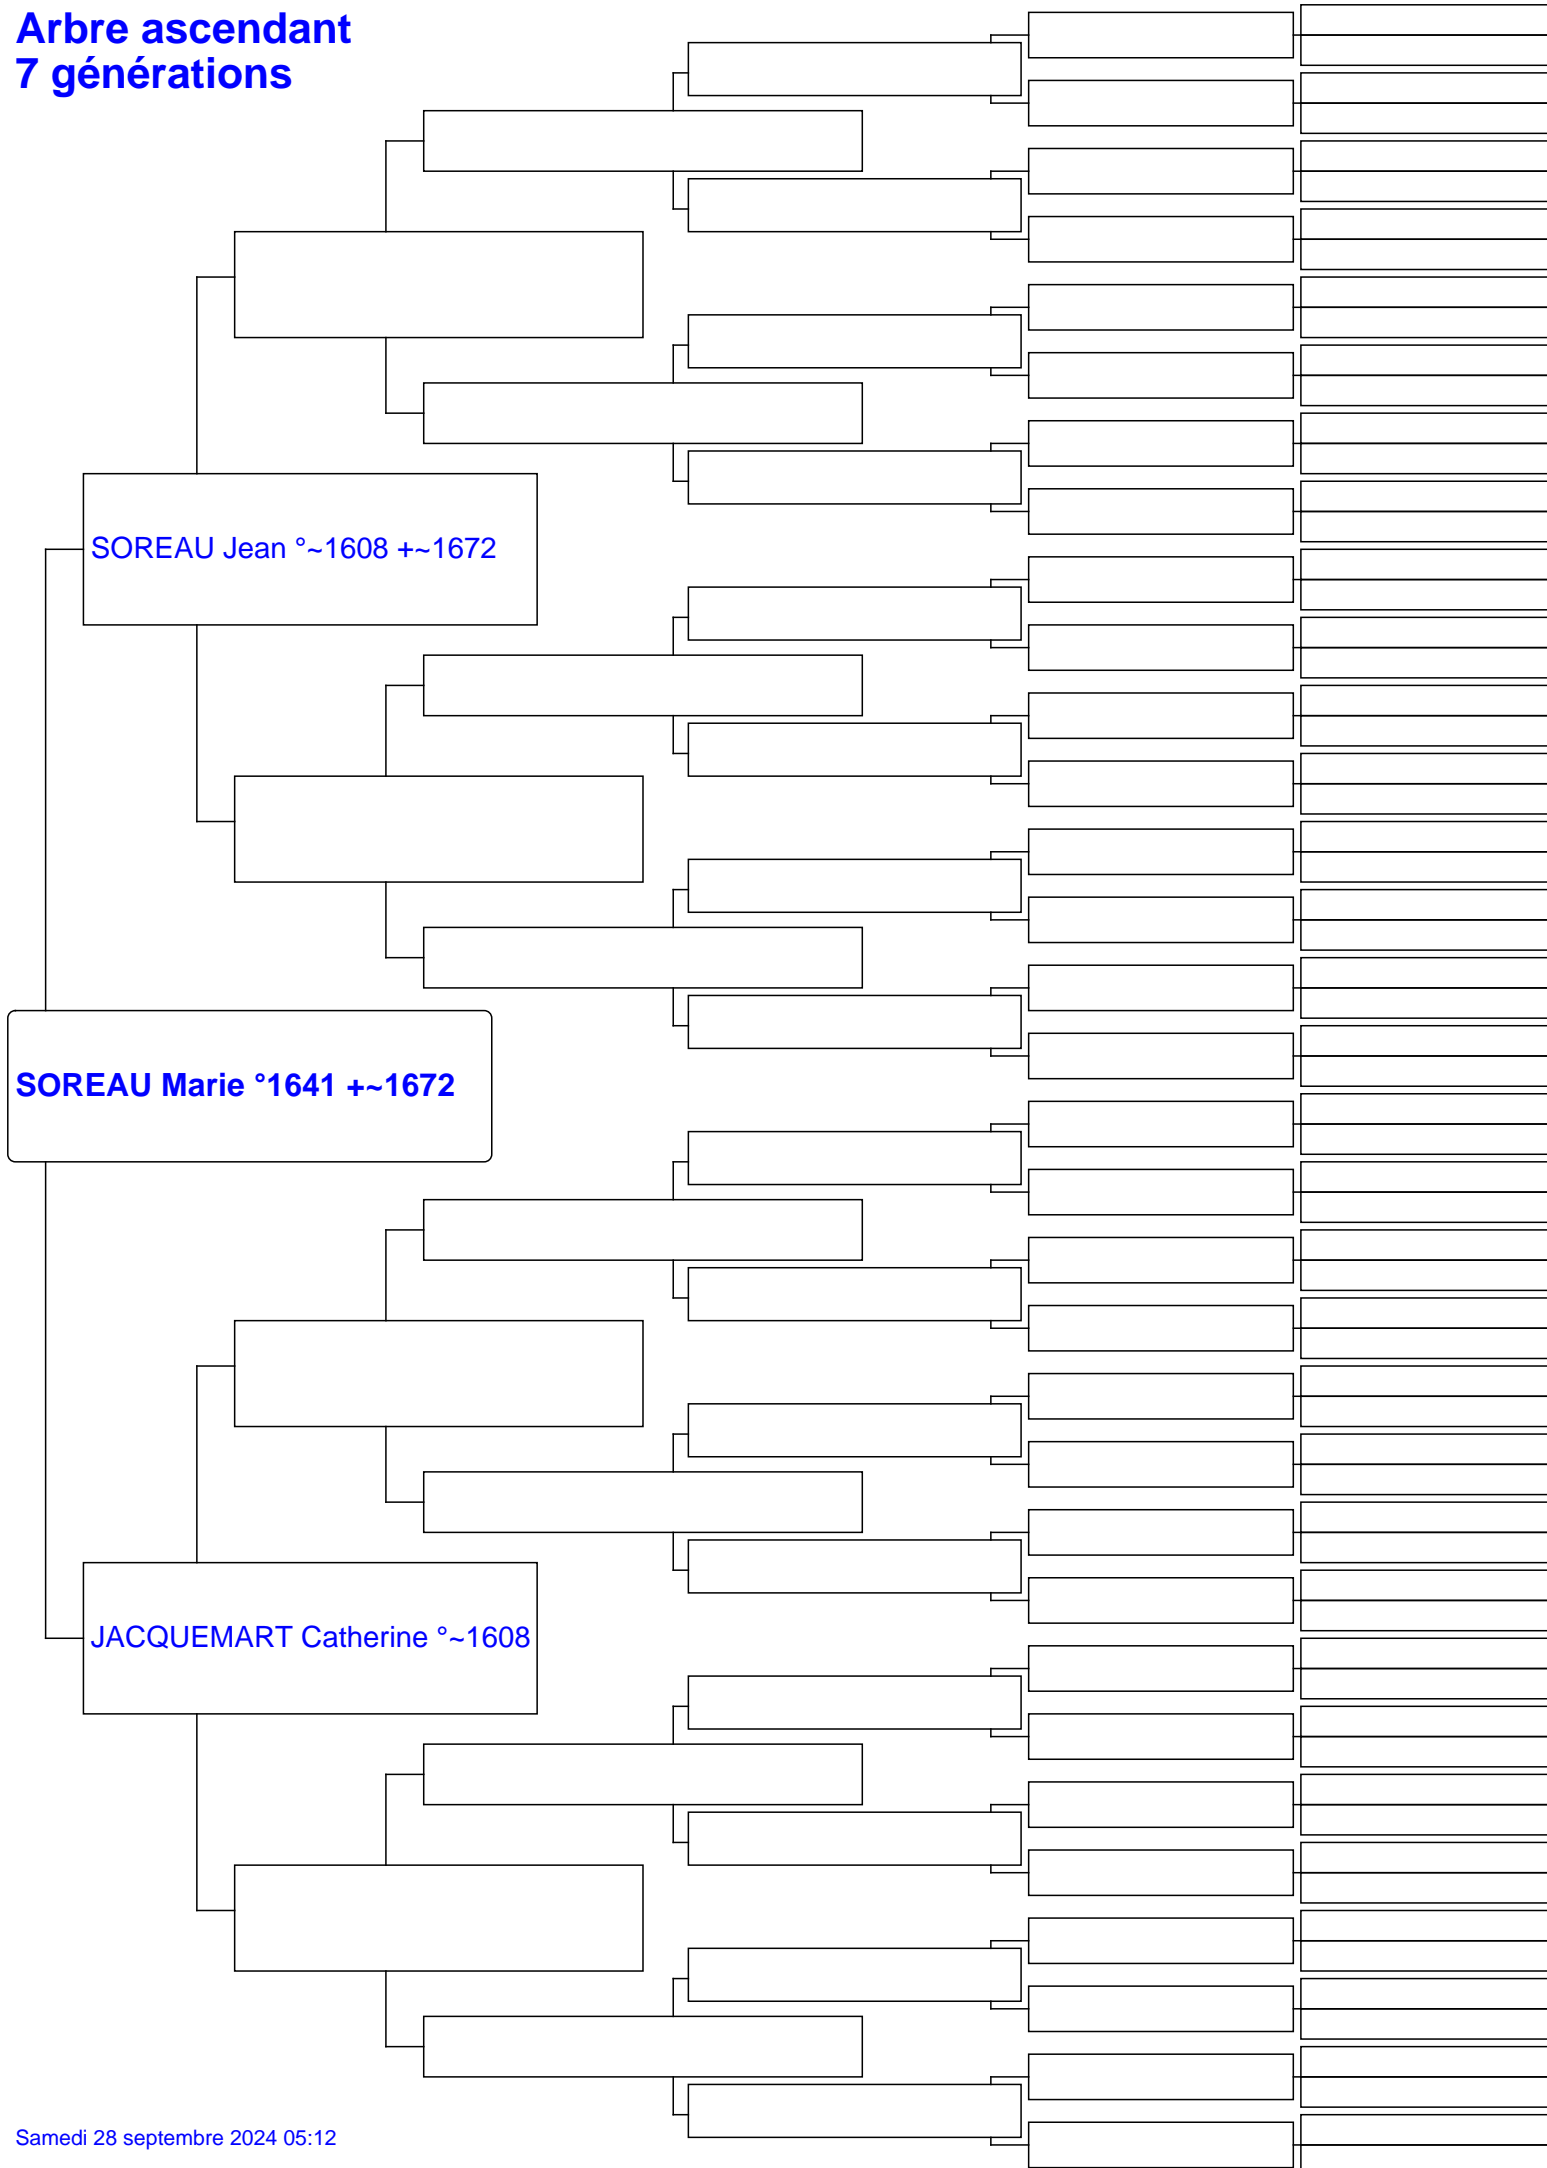 Arbre ascendant
7 générations
SOREAU Jean °~1608 +~1672
SOREAU Marie °1641 +~1672
JACQUEMART Catherine °~1608
Samedi 28 septembre 2024 05:12